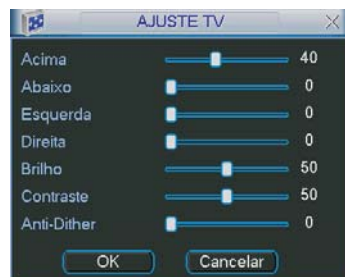 AJUSTE TV
Acima 40
Abaixo 0
Esquerda 0
Direita 0
Brilho 50
Contraste 50
Anti-Dither 0
OK Cancelar